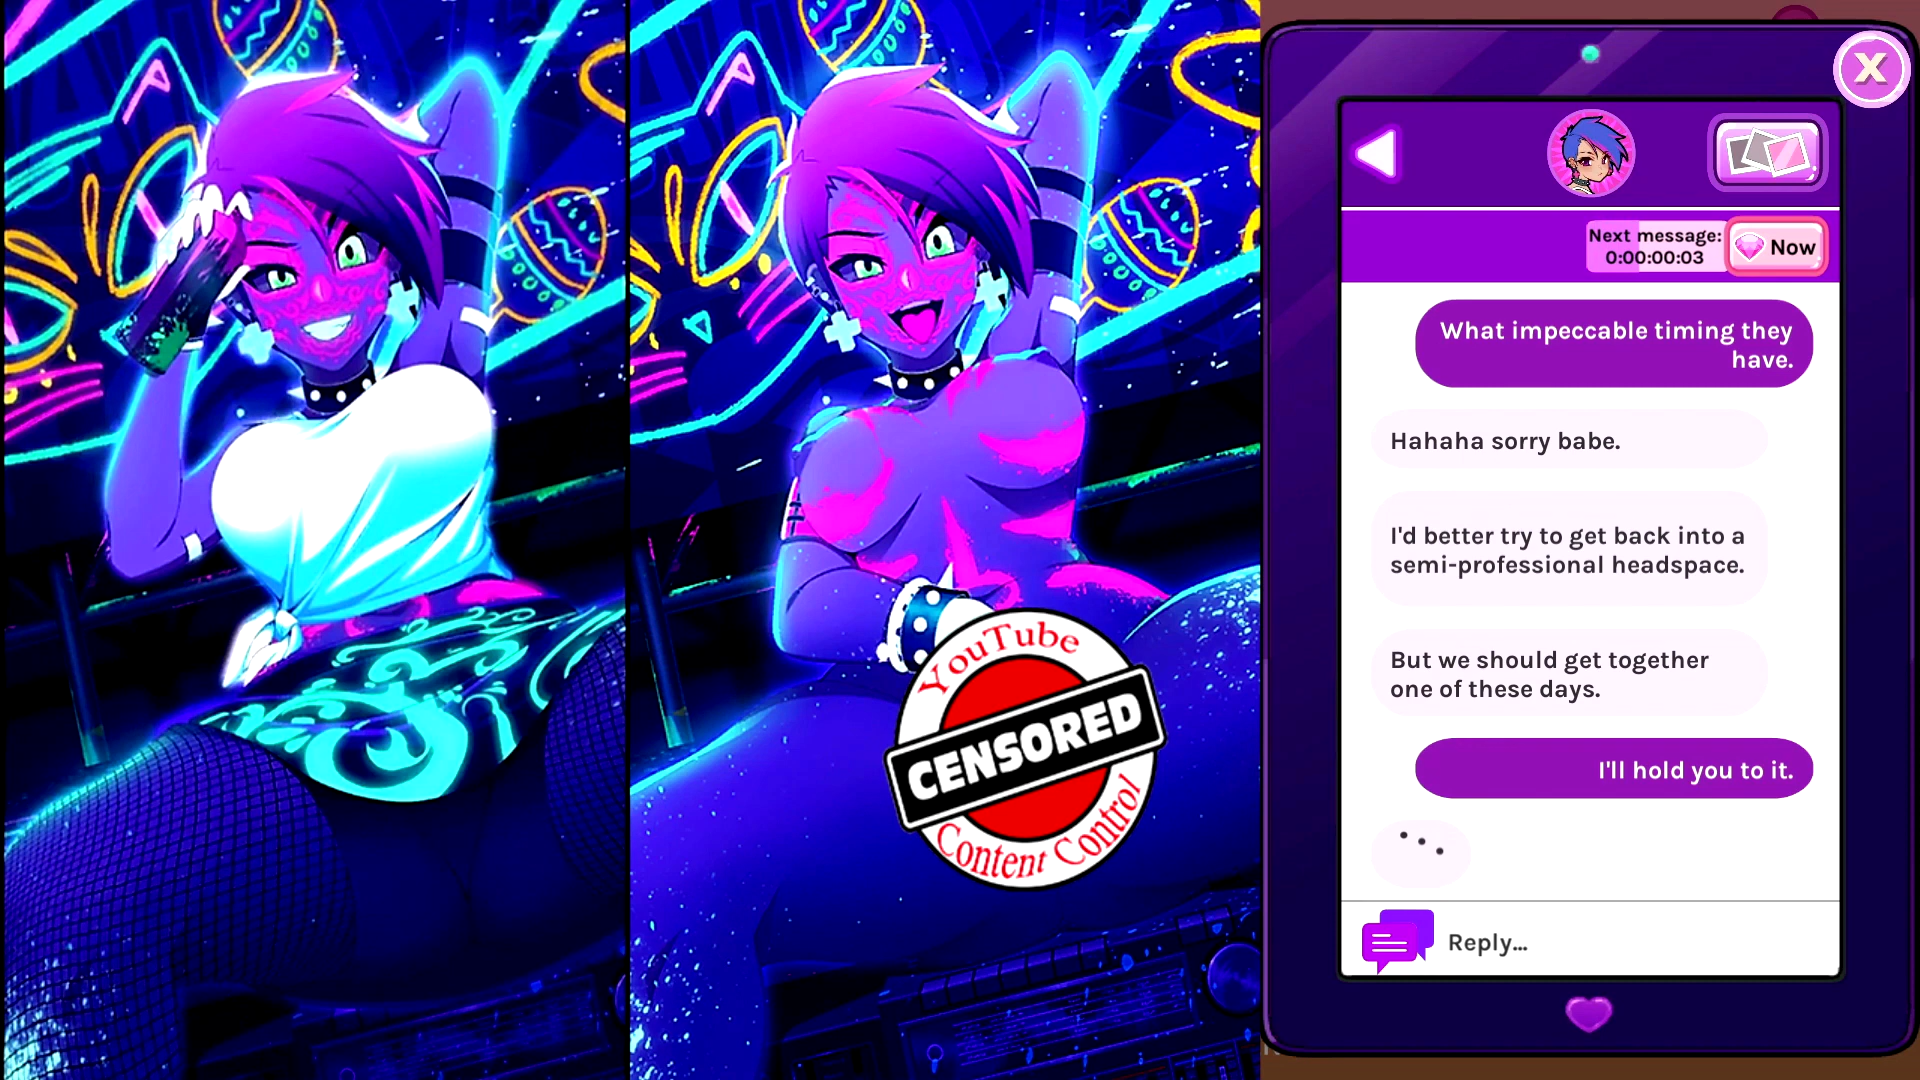 YouTube
CENSORED
Content Control
Next message:
0:00:00:03
Now
What impeccable timing they
have.
Hahaha sorry babe.
I'd better try to get back into a
semi-professional headspace.
But we should get together
one of these days.
I'll hold you to it.
Reply...